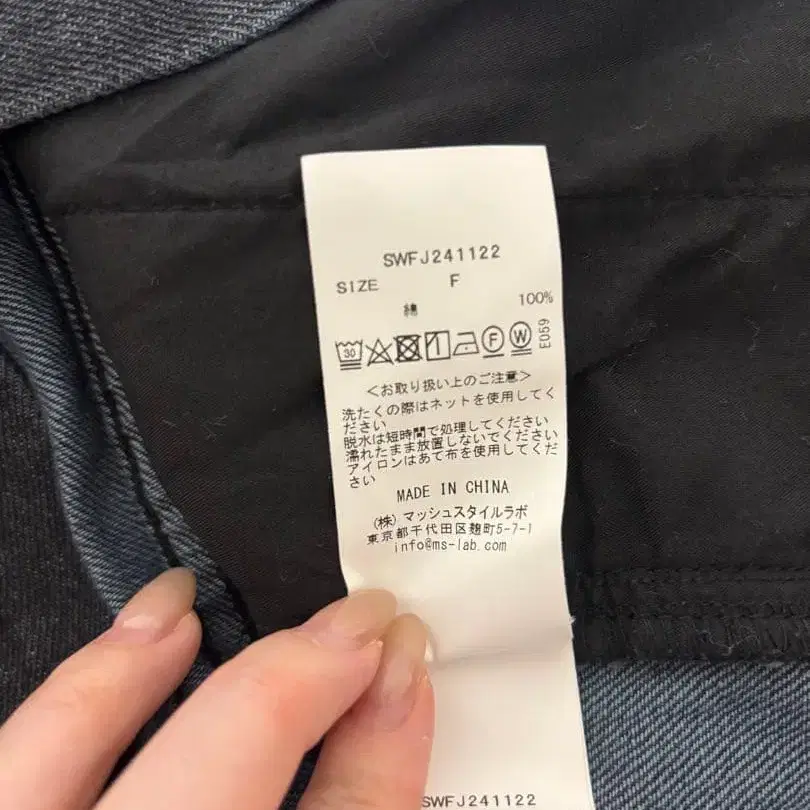 SWFJ241122
SIZE F
綿 100%
30 F W E059
<お取り扱い上のご注意>
洗たくの際はネットを使用してく
ださい
脱水は短時間で処理してください
濡れたまま放置しないでください
アイロンはあて布を使用してくだ
さい
MADE IN CHINA
(株) マッシュスタイルラボ
東京都千代田区麹町5-7-1
info@ms-lab.com
SWFJ241122